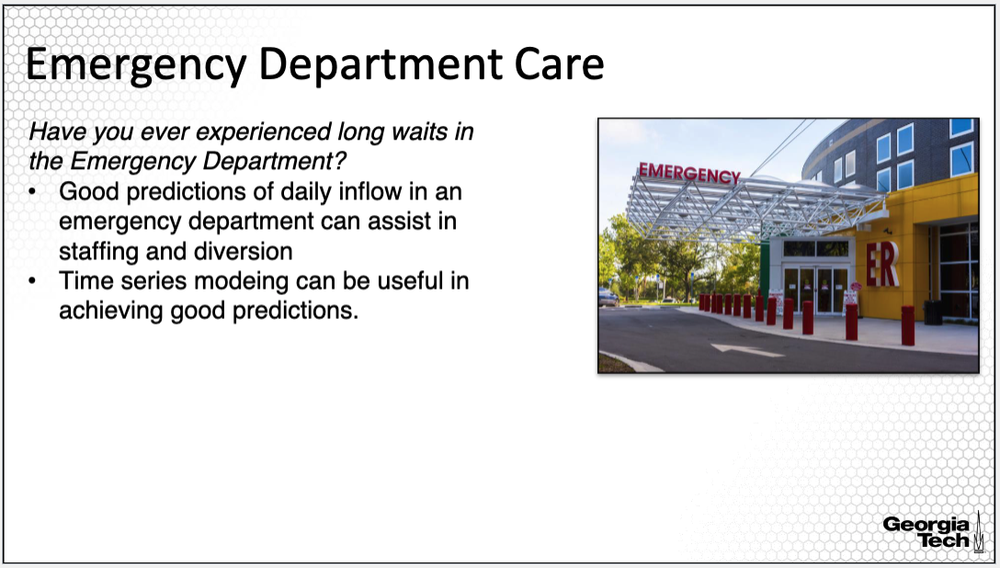 Emergency Department Care
Have you ever experienced long waits in
the Emergency Department?
• Good predictions of daily inflow in an
emergency department can assist in
staffing and diversion
• Time series modeing can be useful in
achieving good predictions.
EMERGENCY
ER
Georgia
Tech